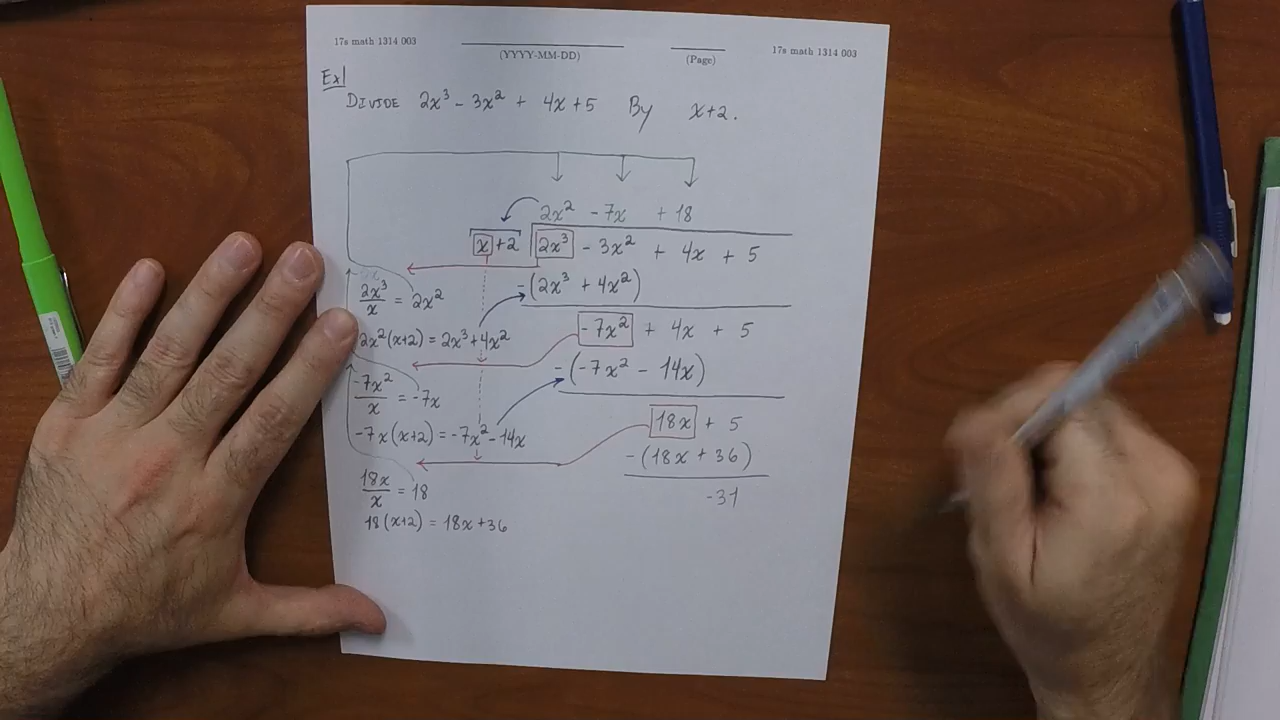 17s math 1314 003 (YYYY-MM-DD) (Page) 17s math 1314 003
Ex1
DIVIDE 2x³ - 3x² + 4x + 5 By x+2.
2x² - 7x + 18
x+2 2x³ - 3x² + 4x + 5
-(2x³ + 4x²)
2x³/x = 2x²
-7x² + 4x + 5
2x²(x+2) = 2x³+4x²
-(-7x² - 14x)
-7x²/x = -7x
18x + 5
-7x(x+2) = -7x²-14x
-(18x + 36)
18x/x = 18
-31
18(x+2) = 18x+36